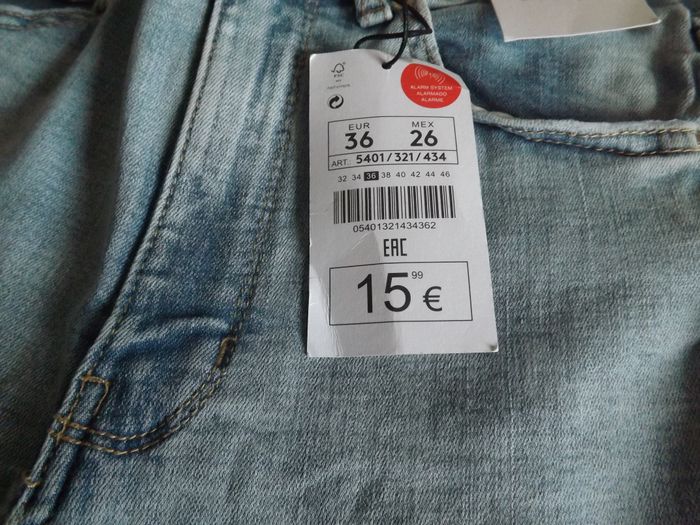 FSC
ALARM SYSTEM
ALARMADO
ALARME
EUR MEX
36 26
ART. 5401/321/434
32 34 36 38 40 42 44 46
05401321434362
EAC
15 99 €